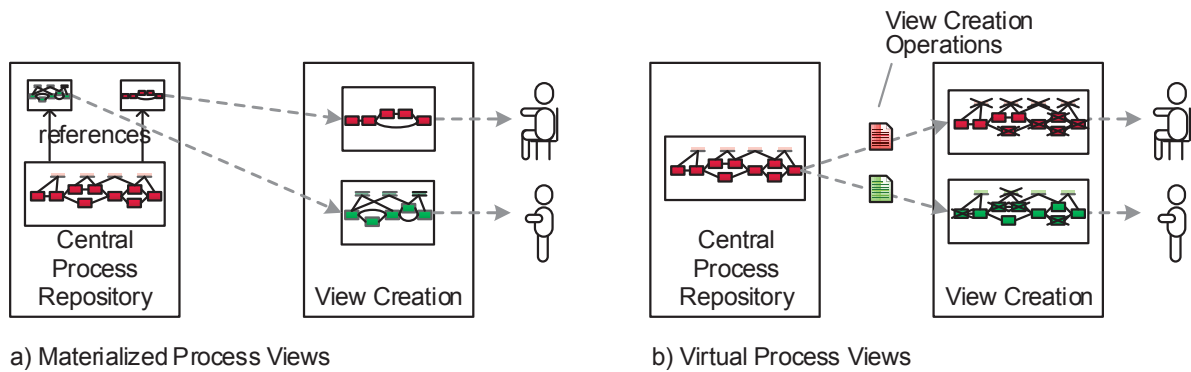 references
Central
Process
Repository
View Creation
a) Materialized Process Views
View Creation
Operations
Central
Process
Repository
View Creation
b) Virtual Process Views